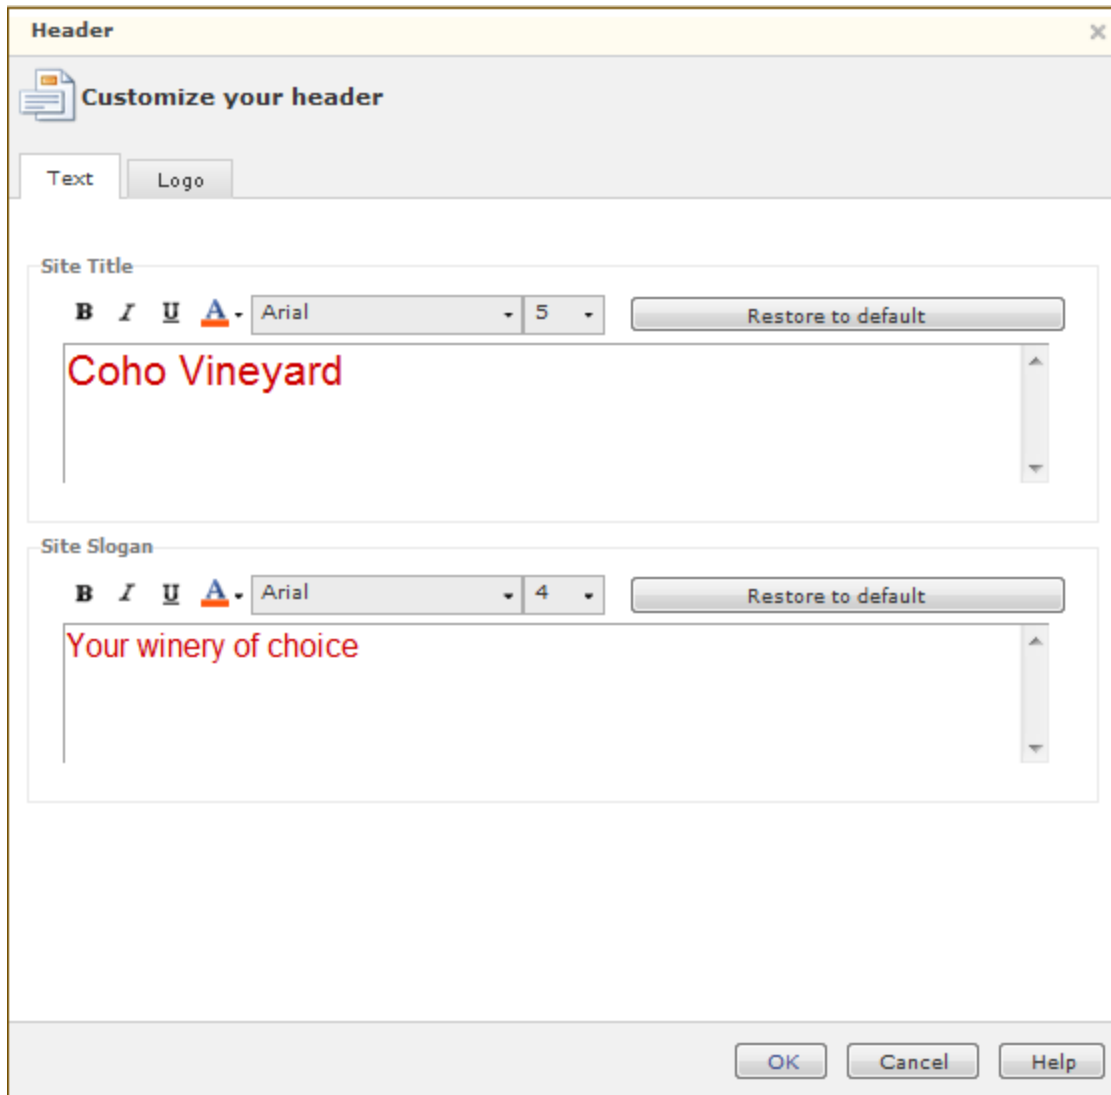 Header
Customize your header
Text Logo
Site Title
B I U A Arial 5 Restore to default
Coho Vineyard
Site Slogan
B I U A Arial 4 Restore to default
Your winery of choice
OK Cancel Help